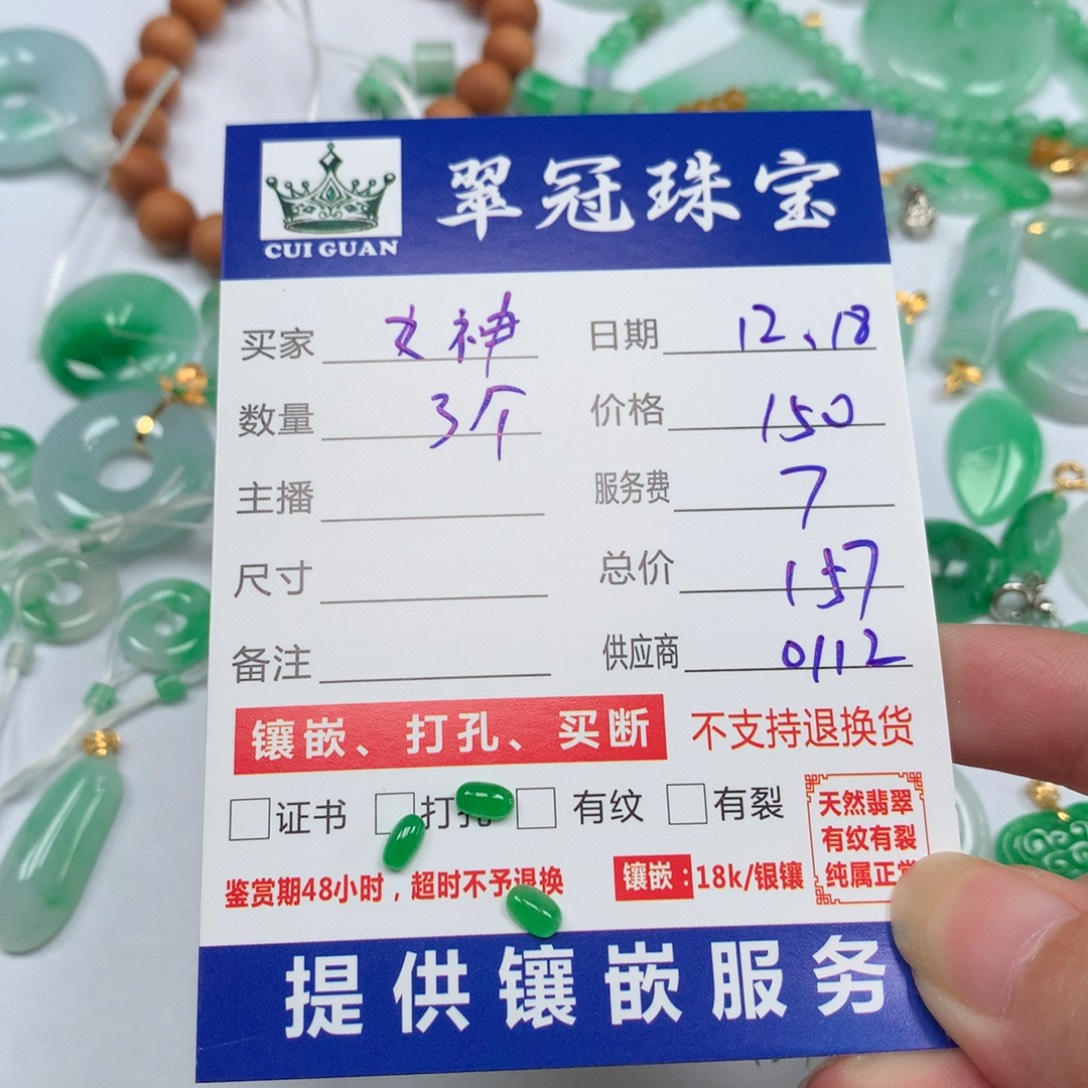 翠冠珠宝
CUI GUAN
买家 女神 日期 12、18
数量 3个 价格 150
主播 服务费 7
尺寸 总价 157
备注 供应商 0112
镶嵌、打孔、买断 不支持退换货
证书 打孔 有纹 有裂
天然翡翠
有纹有裂
纯属正常
鉴赏期48小时，超时不予退换 镶嵌：18k/银镶
提供镶嵌服务